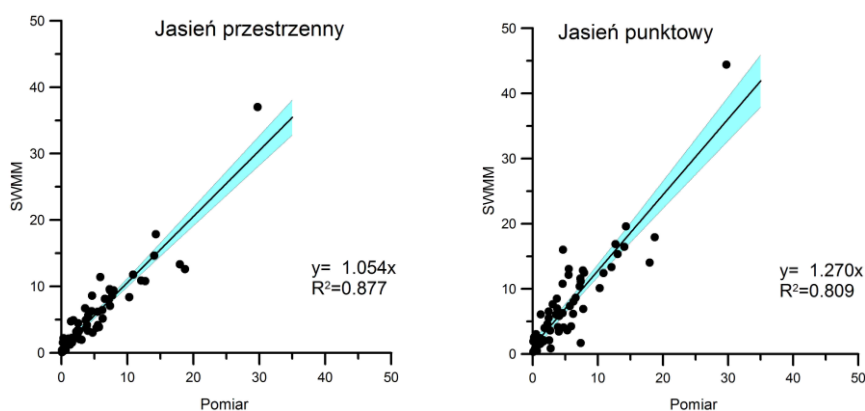 Jasień przestrzenny
50
40
30
20
10
0
SWMM
y= 1.054x
R²=0.877
0 10 20 30 40 50
Pomiar
Jasień punktowy
50
40
30
20
10
0
SWMM
y= 1.270x
R²=0.809
0 10 20 30 40 50
Pomiar